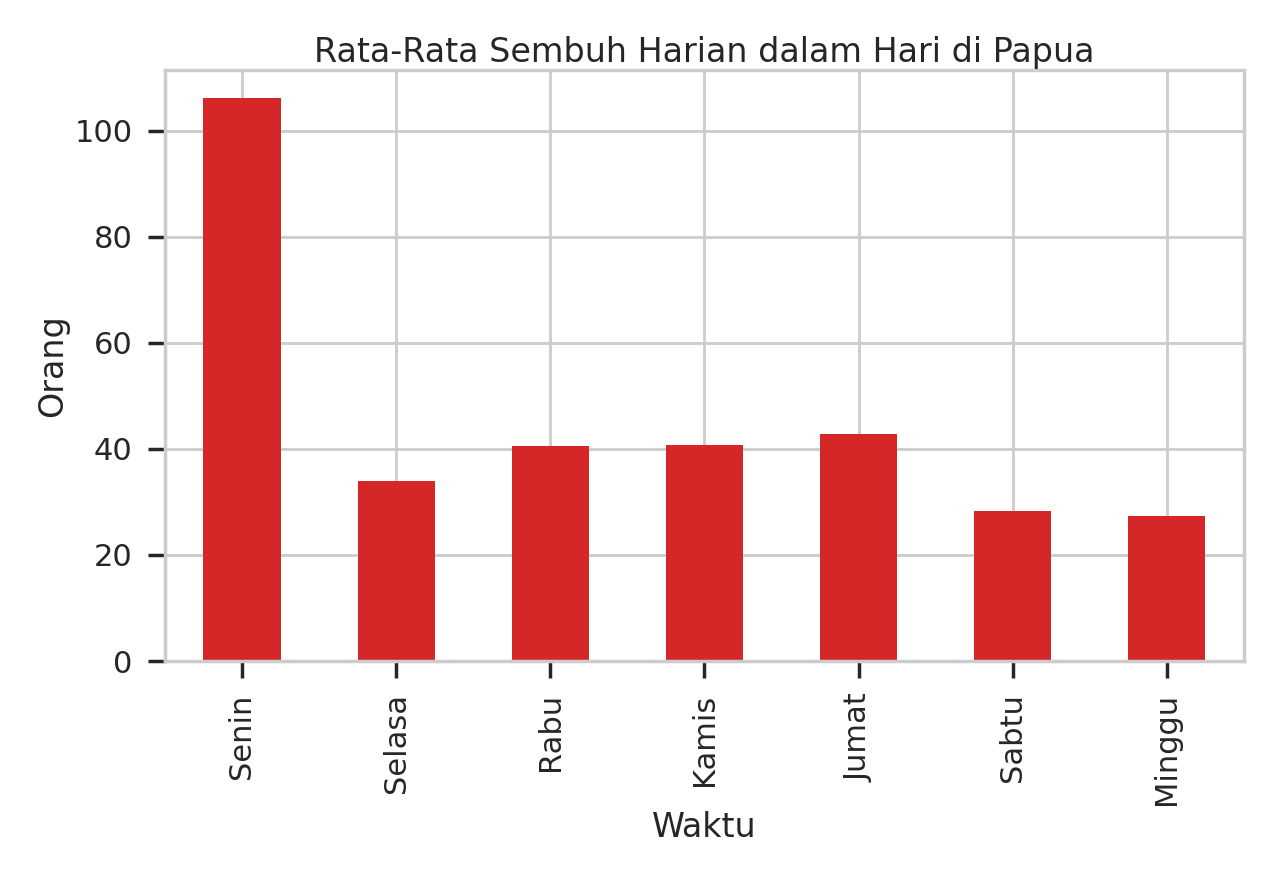 Rata-Rata Sembuh Harian dalam Hari di Papua
100
80
60
40
20
0
Orang
Senin
Selasa
Rabu
Kamis
Jumat
Sabtu
Minggu
Waktu